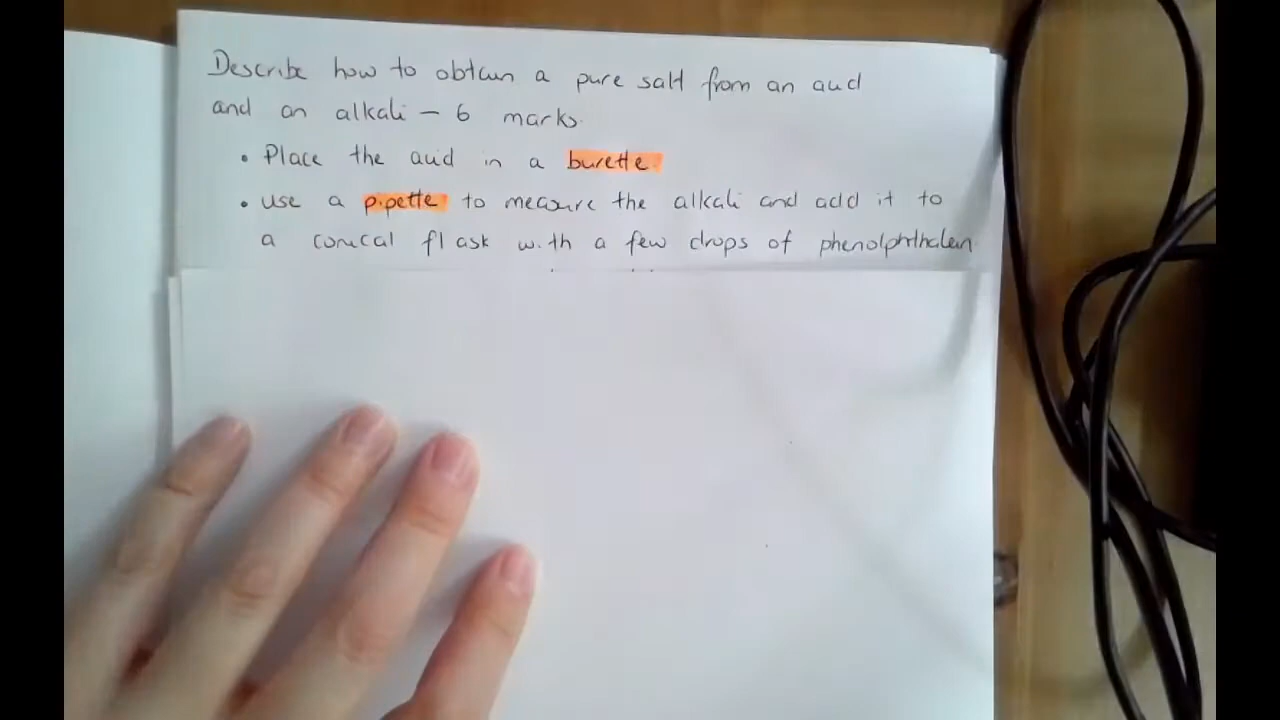 Describe how to obtain a pure salt from an acid
and an alkali – 6 marks.
• Place the acid in a burette.
• use a pipette to measure the alkali and add it to
a conical flask with a few drops of phenolphthalein